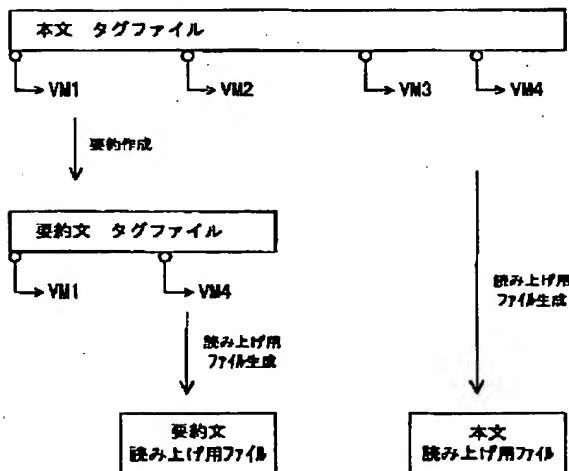 本文 タグファイル
VM1
VM2
VM3
VM4
要約作成
要約文 タグファイル
VM1
VM4
読み上げ用
ファイル生成
読み上げ用
ファイル生成
要約文
読み上げ用ファイル
本文
読み上げ用ファイル